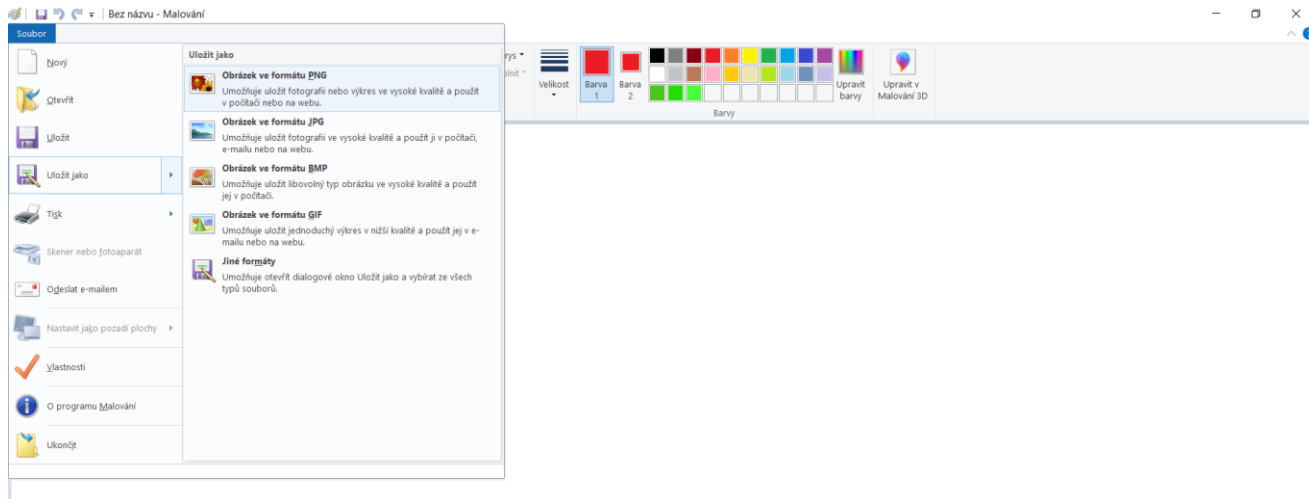 Bez názvu - Malování
Soubor
Nový
Otevřít
Uložit
Uložit jako
Tisk
Skener nebo fotoaparát
Odeslat e-mailem
Nastavit jako pozadí plochy
Vlastnosti
O programu Malování
Ukončit
Uložit jako
Obrázek ve formátu PNG
Umožňuje uložit fotografii nebo výkres ve vysoké kvalitě a použít
v počítači nebo na webu.
Obrázek ve formátu JPG
Umožňuje uložit fotografii ve vysoké kvalitě a použít ji v počítači,
e-mailu nebo na webu.
Obrázek ve formátu BMP
Umožňuje uložit libovolný typ obrázku ve vysoké kvalitě a použít
jej v počítači.
Obrázek ve formátu GIF
Umožňuje uložit jednoduchý výkres v nižší kvalitě a použít jej v e-
mailu nebo na webu.
Jiné formáty
Umožňuje otevřít dialogové okno Uložit jako a vybírat ze všech
typů souborů.
rys
Velikost
Barva
1
Barva
2
Upravit
barvy
Upravit v
Malování 3D
Barvy